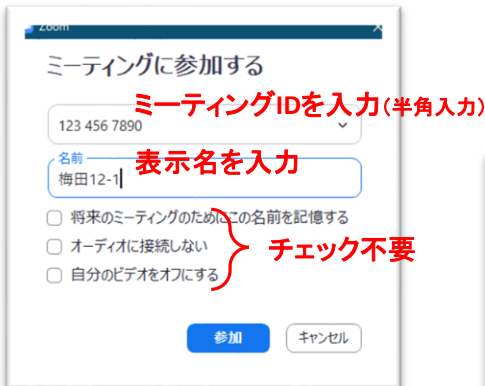 Zoom
ミーティングに参加する
ミーティングIDを入力(半角入力)
123 456 7890
名前
表示名を入力
梅田12-1
将来のミーティングのためにこの名前を記憶する
オーディオに接続しない
チェック不要
自分のビデオをオフにする
参加
キャンセル